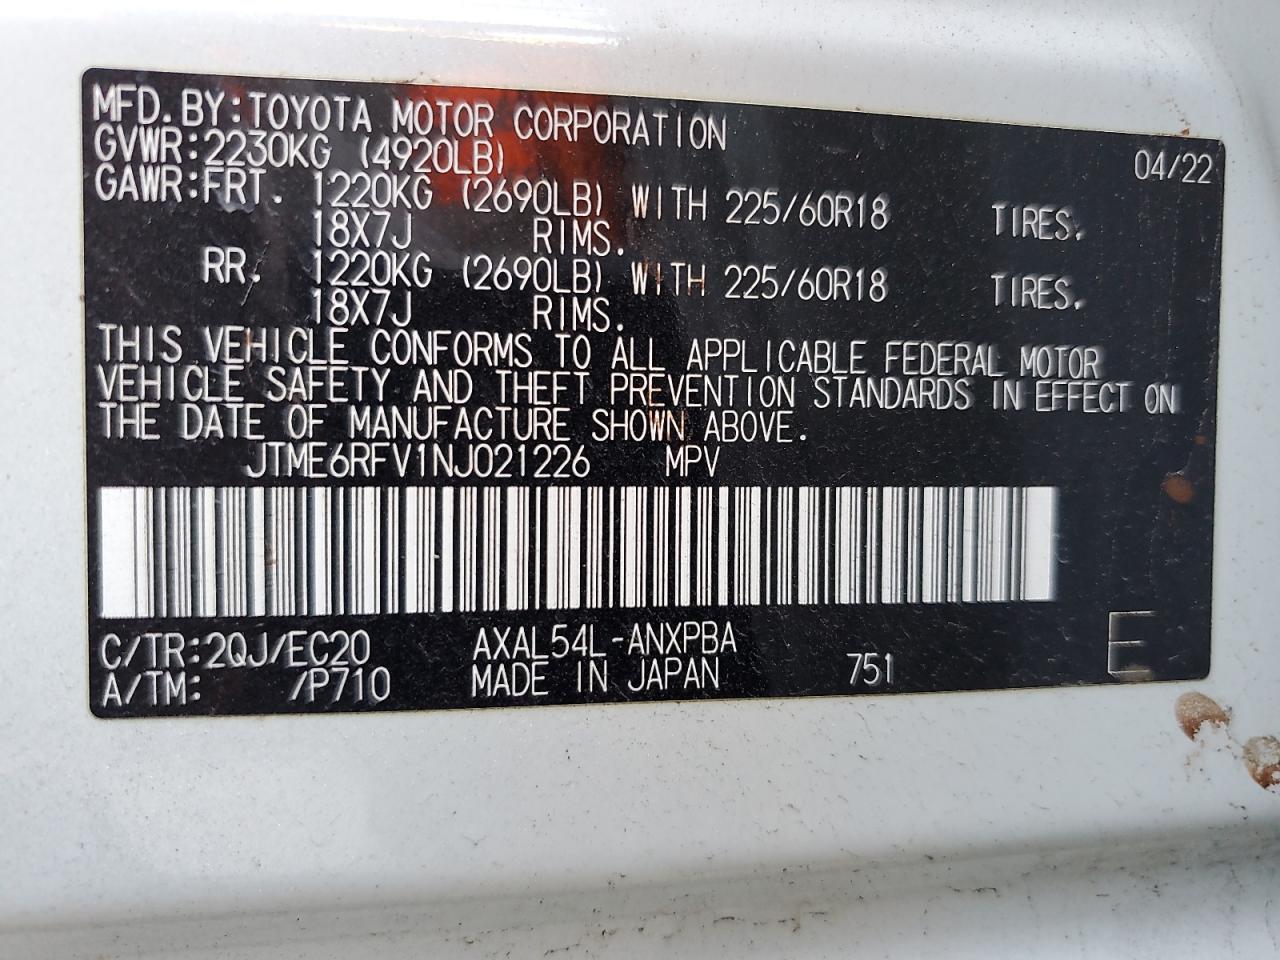 MFD. BY:TOYOTA MOTOR CORPORATION 04/22
GVWR:2230KG (4920LB)
GAWR:FRT. 1220KG (2690LB) WITH 225/60R18 TIRES,
18X7J RIMS.
RR. 1220KG (2690LB) WITH 225/60R18 TIRES,
18X7J RIMS.
THIS VEHICLE CONFORMS TO ALL APPLICABLE FEDERAL MOTOR
VEHICLE SAFETY AND THEFT PREVENTION STANDARDS IN EFFECT ON
THE DATE OF MANUFACTURE SHOWN ABOVE.
JTME6RFV1NJ021226 MPV
C/TR:2QJ/EC20 AXAL54L-ANXPBA
A/TM: /P710 MADE IN JAPAN 751 E